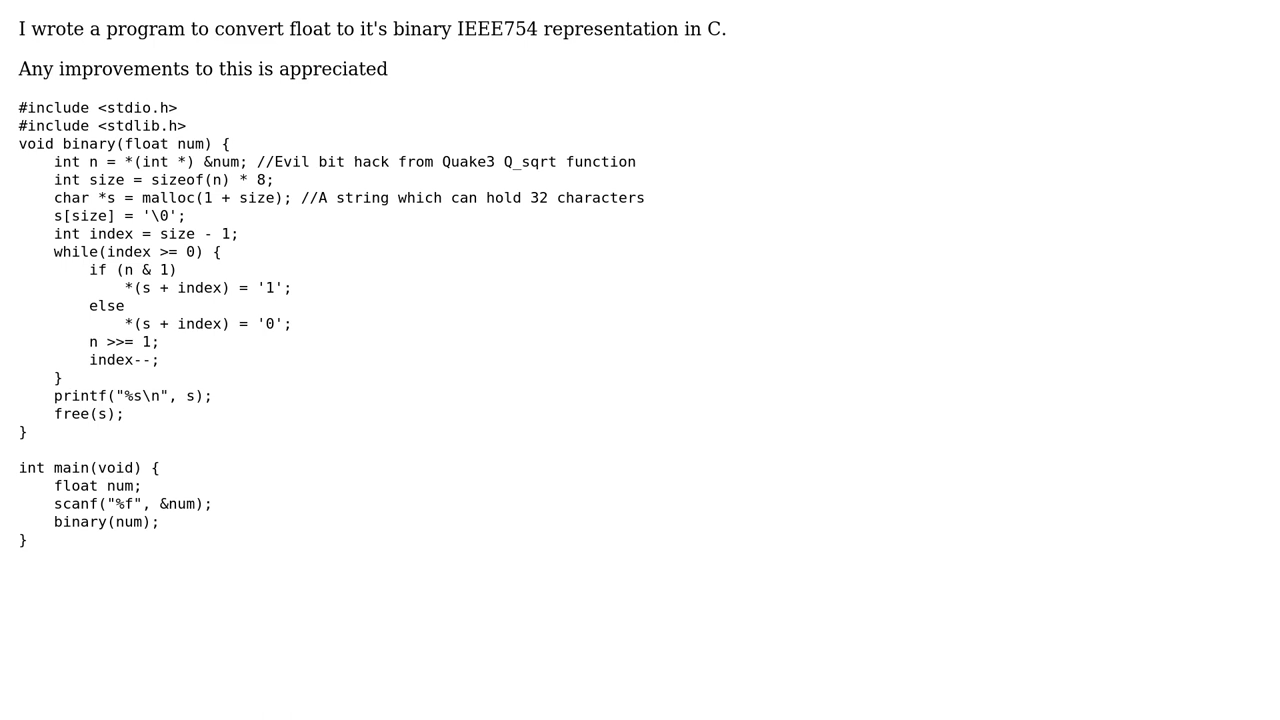 I wrote a program to convert float to it's binary IEEE754 representation in C.
Any improvements to this is appreciated
#include <stdio.h>
#include <stdlib.h>
void binary(float num) {
    int n = *(int *) &num; //Evil bit hack from Quake3 Q_sqrt function
    int size = sizeof(n) * 8;
    char *s = malloc(1 + size); //A string which can hold 32 characters
    s[size] = '\0';
    int index = size - 1;
    while(index >= 0) {
        if (n & 1)
            *(s + index) = '1';
        else
            *(s + index) = '0';
        n >>= 1;
        index--;
    }
    printf("%s\n", s);
    free(s);
}

int main(void) {
    float num;
    scanf("%f", &num);
    binary(num);
}